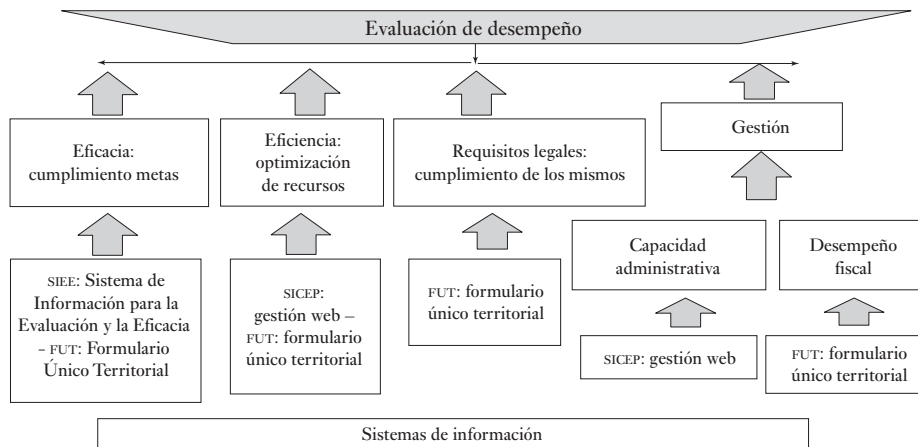 Evaluación de desempeño
Eficacia:
cumplimiento metas
Eficiencia:
optimización
de recursos
Requisitos legales:
cumplimiento de los mismos
Gestión
Capacidad
administrativa
Desempeño
fiscal
SIEE: Sistema de
Información para la
Evaluación y la Eficacia
– FUT: Formulario
Único Territorial
SICEP:
gestión web –
FUT: formulario
único territorial
FUT: formulario
único territorial
SICEP: gestión web
FUT: formulario
único territorial
Sistemas de información